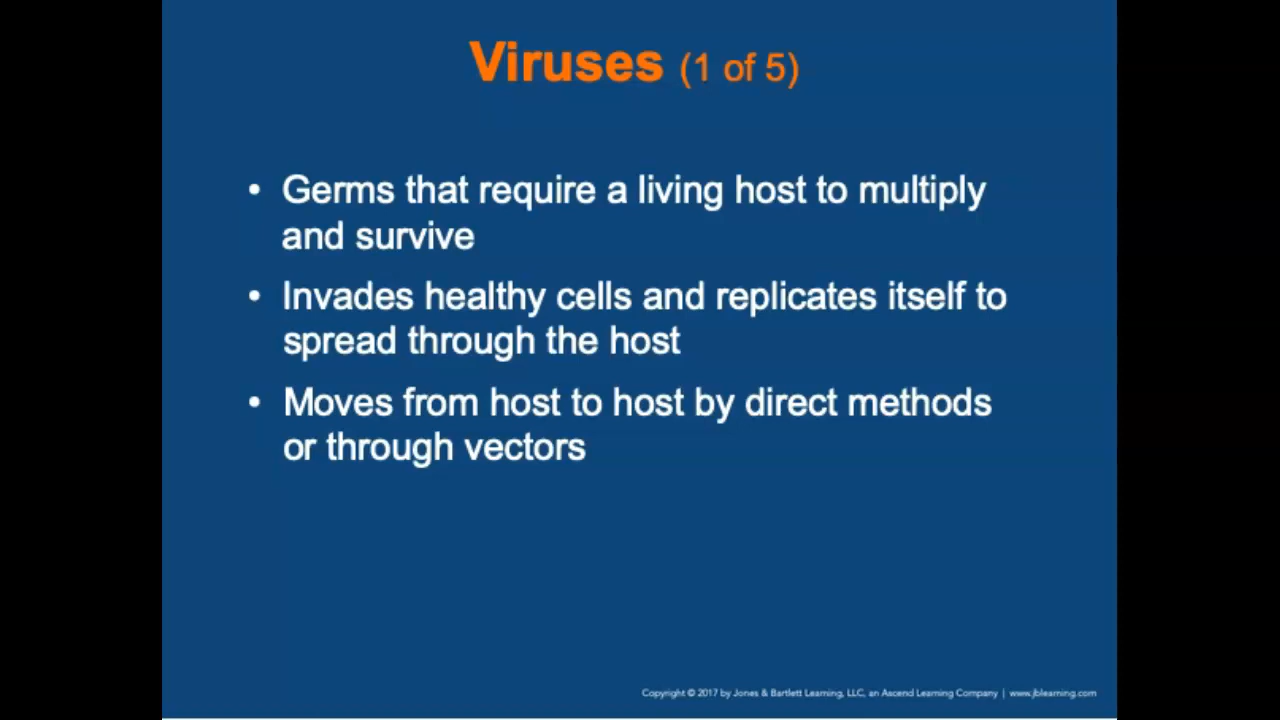 Viruses (1 of 5)
• Germs that require a living host to multiply
and survive
• Invades healthy cells and replicates itself to
spread through the host
• Moves from host to host by direct methods
or through vectors
Copyright © 2017 by Jones & Bartlett Learning, LLC, an Ascend Learning Company | www.jblearning.com